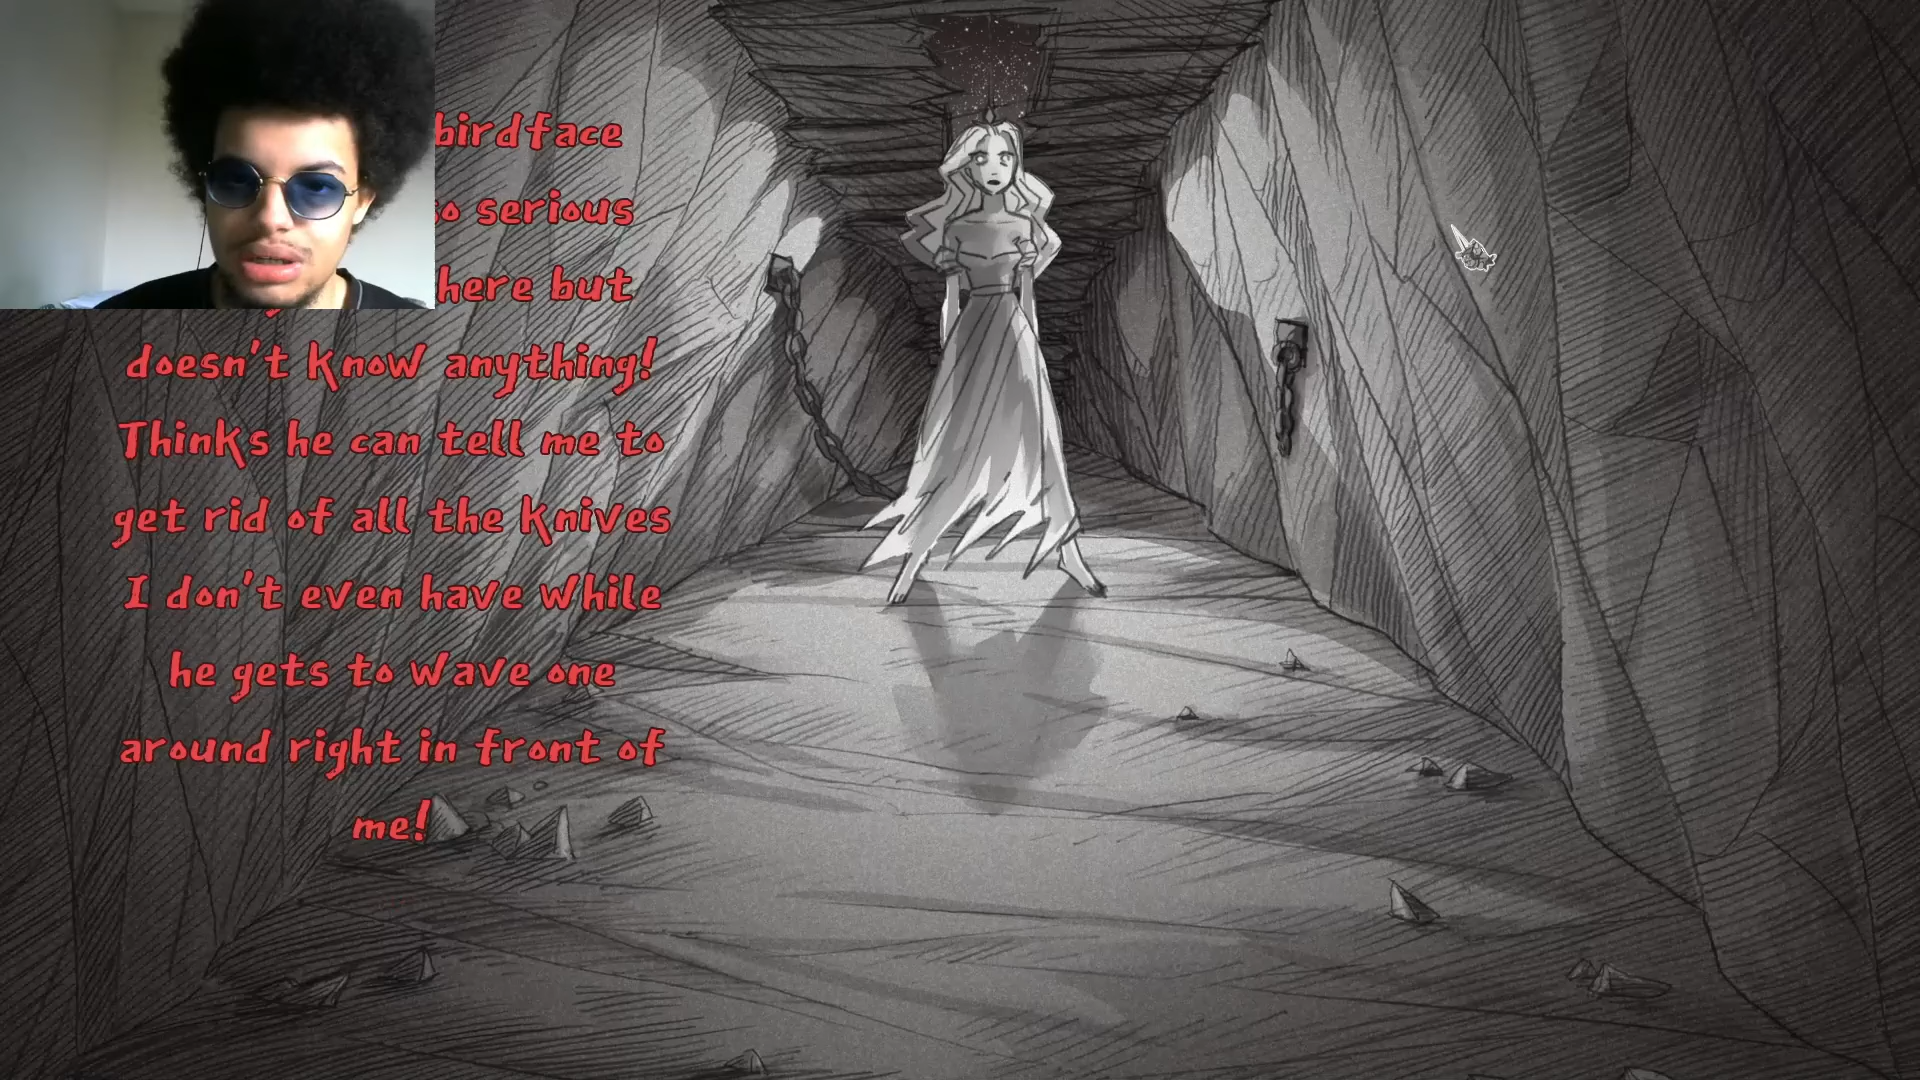 birdface
so serious
here but
doesn't know anything!
Thinks he can tell me to
get rid of all the knives
I don't even have while
he gets to wave one
around right in front of
me!